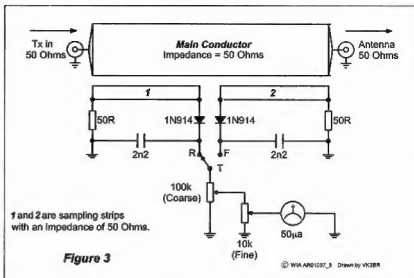 Tx in
50 Ohms
Main Conductor
Impedance = 50 Ohms
Antenna
50 Ohms
1
2
50R
1N914
1N914
50R
2n2
R
F
2n2
T
100k
(Coarse)
10k
(Fine)
50µa
1 and 2 are sampling strips
with an impedance of 50 Ohms.
Figure 3
© WIA AR01037_3 Drawn by VK3BR